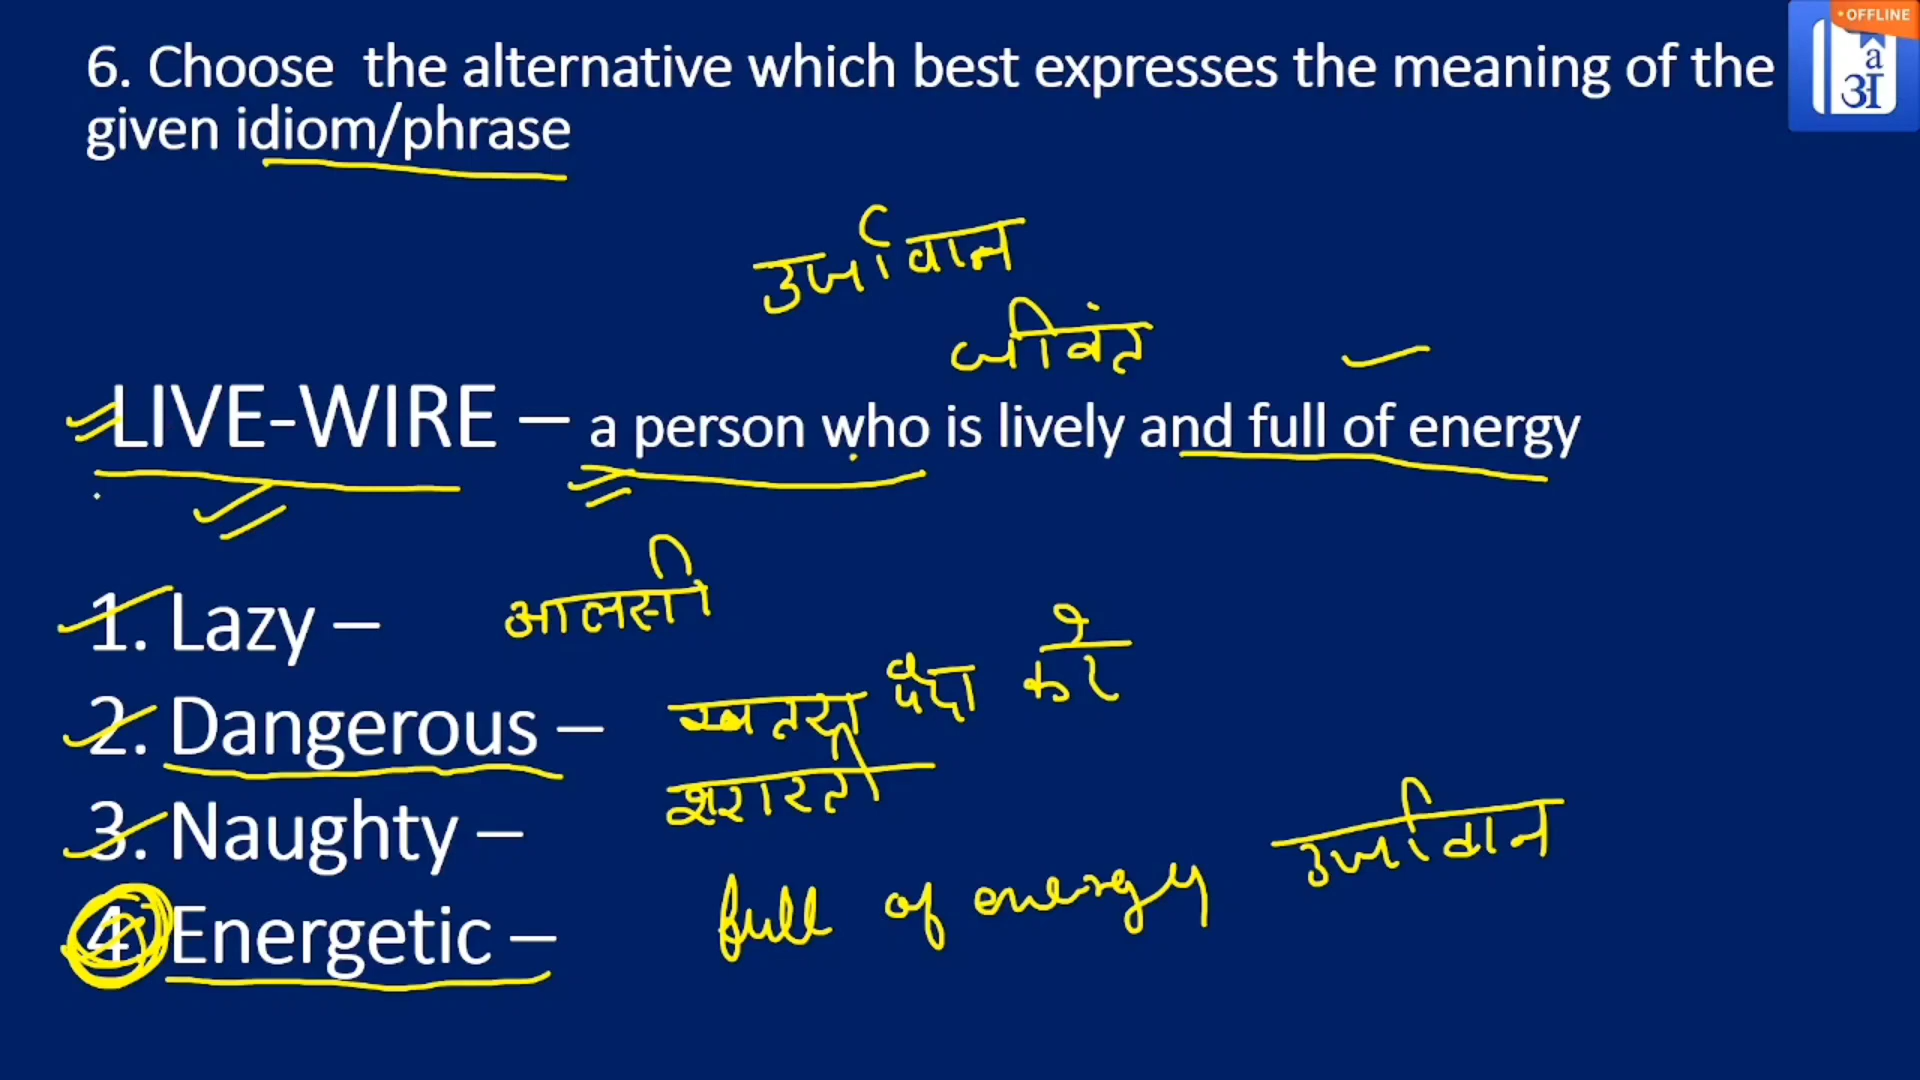 6. Choose the alternative which best expresses the meaning of the
given idiom/phrase
OFFLINE
a
अ
उर्जावान
जीवंत
LIVE-WIRE – a person who is lively and full of energy
1. Lazy – आलसी
2. Dangerous – खतरा पैदा करे
3. Naughty – शरारती
4. Energetic – full of energy उर्जावान